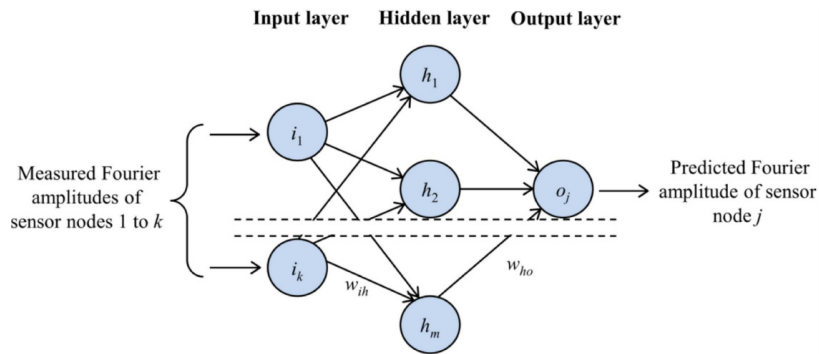 Input layer
Hidden layer
Output layer
h1
i1
Measured Fourier
amplitudes of
sensor nodes 1 to k
h2
oj
Predicted Fourier
amplitude of sensor
node j
ik
wih
who
hm